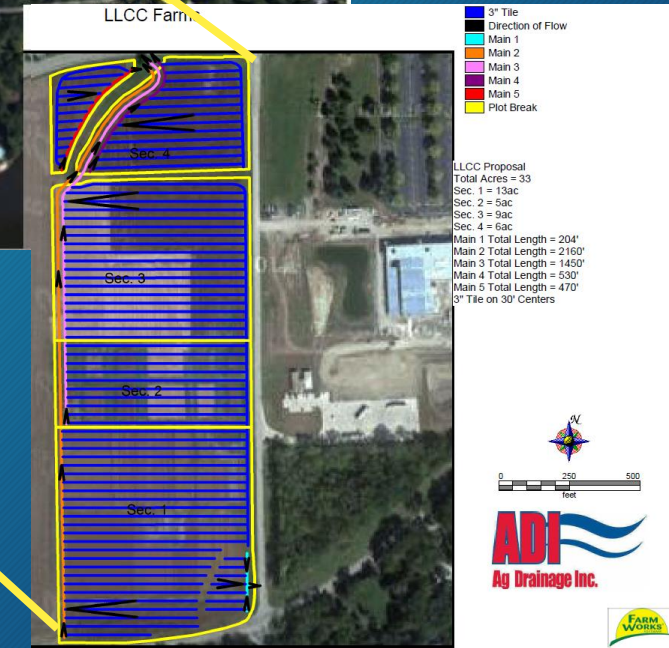 LLCC Farms
3" Tile
Direction of Flow
Main 1
Main 2
Main 3
Main 4
Main 5
Plot Break
Sec. 4
Sec. 3
Sec. 2
Sec. 1
LLCC Proposal
Total Acres = 33
Sec. 1 = 13ac
Sec. 2 = 5ac
Sec. 3 = 9ac
Sec. 4 = 6ac
Main 1 Total Length = 204'
Main 2 Total Length = 2160'
Main 3 Total Length = 1450'
Main 4 Total Length = 530'
Main 5 Total Length = 470'
3" Tile on 30' Centers
N
0 250 500
feet
ADI
Ag Drainage Inc.
FARM
WORKS